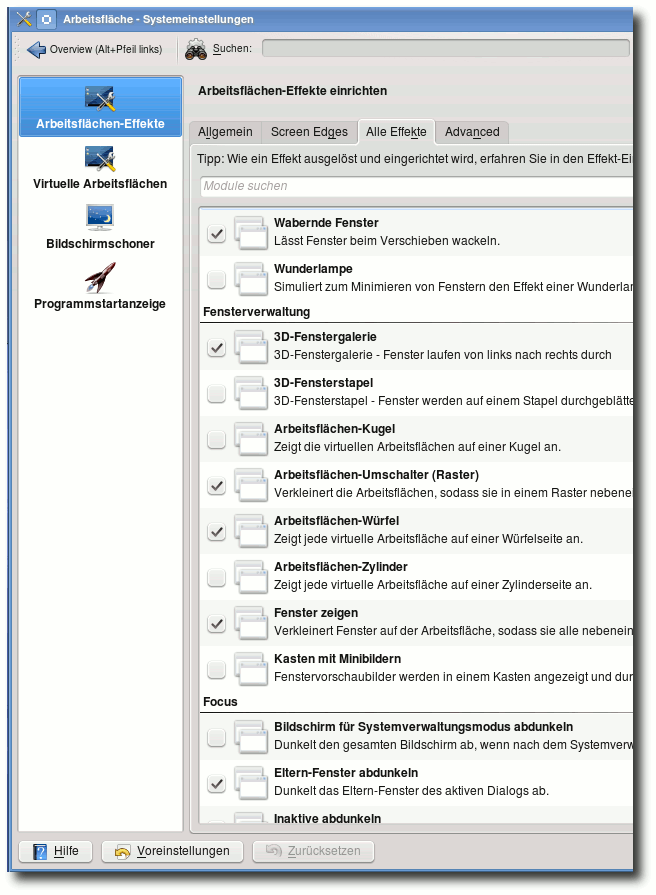 Arbeitsfläche - Systemeinstellungen
Overview (Alt+Pfeil links)
Suchen:
Arbeitsflächen-Effekte
Virtuelle Arbeitsflächen
Bildschirmschoner
Programmstartanzeige
Arbeitsflächen-Effekte einrichten
Allgemein
Screen Edges
Alle Effekte
Advanced
Tipp: Wie ein Effekt ausgelöst und eingerichtet wird, erfahren Sie in den Effekt-Ei
Module suchen
Wabernde Fenster
Lässt Fenster beim Verschieben wackeln.
Wunderlampe
Simuliert zum Minimieren von Fenstern den Effekt einer Wunderlam
Fensterverwaltung
3D-Fenstergalerie
3D-Fenstergalerie - Fenster laufen von links nach rechts durch
3D-Fensterstapel
3D-Fensterstapel - Fenster werden auf einem Stapel durchgeblätte
Arbeitsflächen-Kugel
Zeigt die virtuellen Arbeitsflächen auf einer Kugel an.
Arbeitsflächen-Umschalter (Raster)
Verkleinert die Arbeitsflächen, sodass sie in einem Raster nebenei
Arbeitsflächen-Würfel
Zeigt jede virtuelle Arbeitsfläche auf einer Würfelseite an.
Arbeitsflächen-Zylinder
Zeigt jede virtuelle Arbeitsfläche auf einer Zylinderseite an.
Fenster zeigen
Verkleinert Fenster auf der Arbeitsfläche, sodass sie alle nebenein
Kasten mit Minibildern
Fenstervorschaubilder werden in einem Kasten angezeigt und dur
Focus
Bildschirm für Systemverwaltungsmodus abdunkeln
Dunkelt den gesamten Bildschirm ab, wenn nach dem Systemverw
Eltern-Fenster abdunkeln
Dunkelt das Eltern-Fenster des aktiven Dialogs ab.
Inaktive abdunkeln
Hilfe
Voreinstellungen
Zurücksetzen